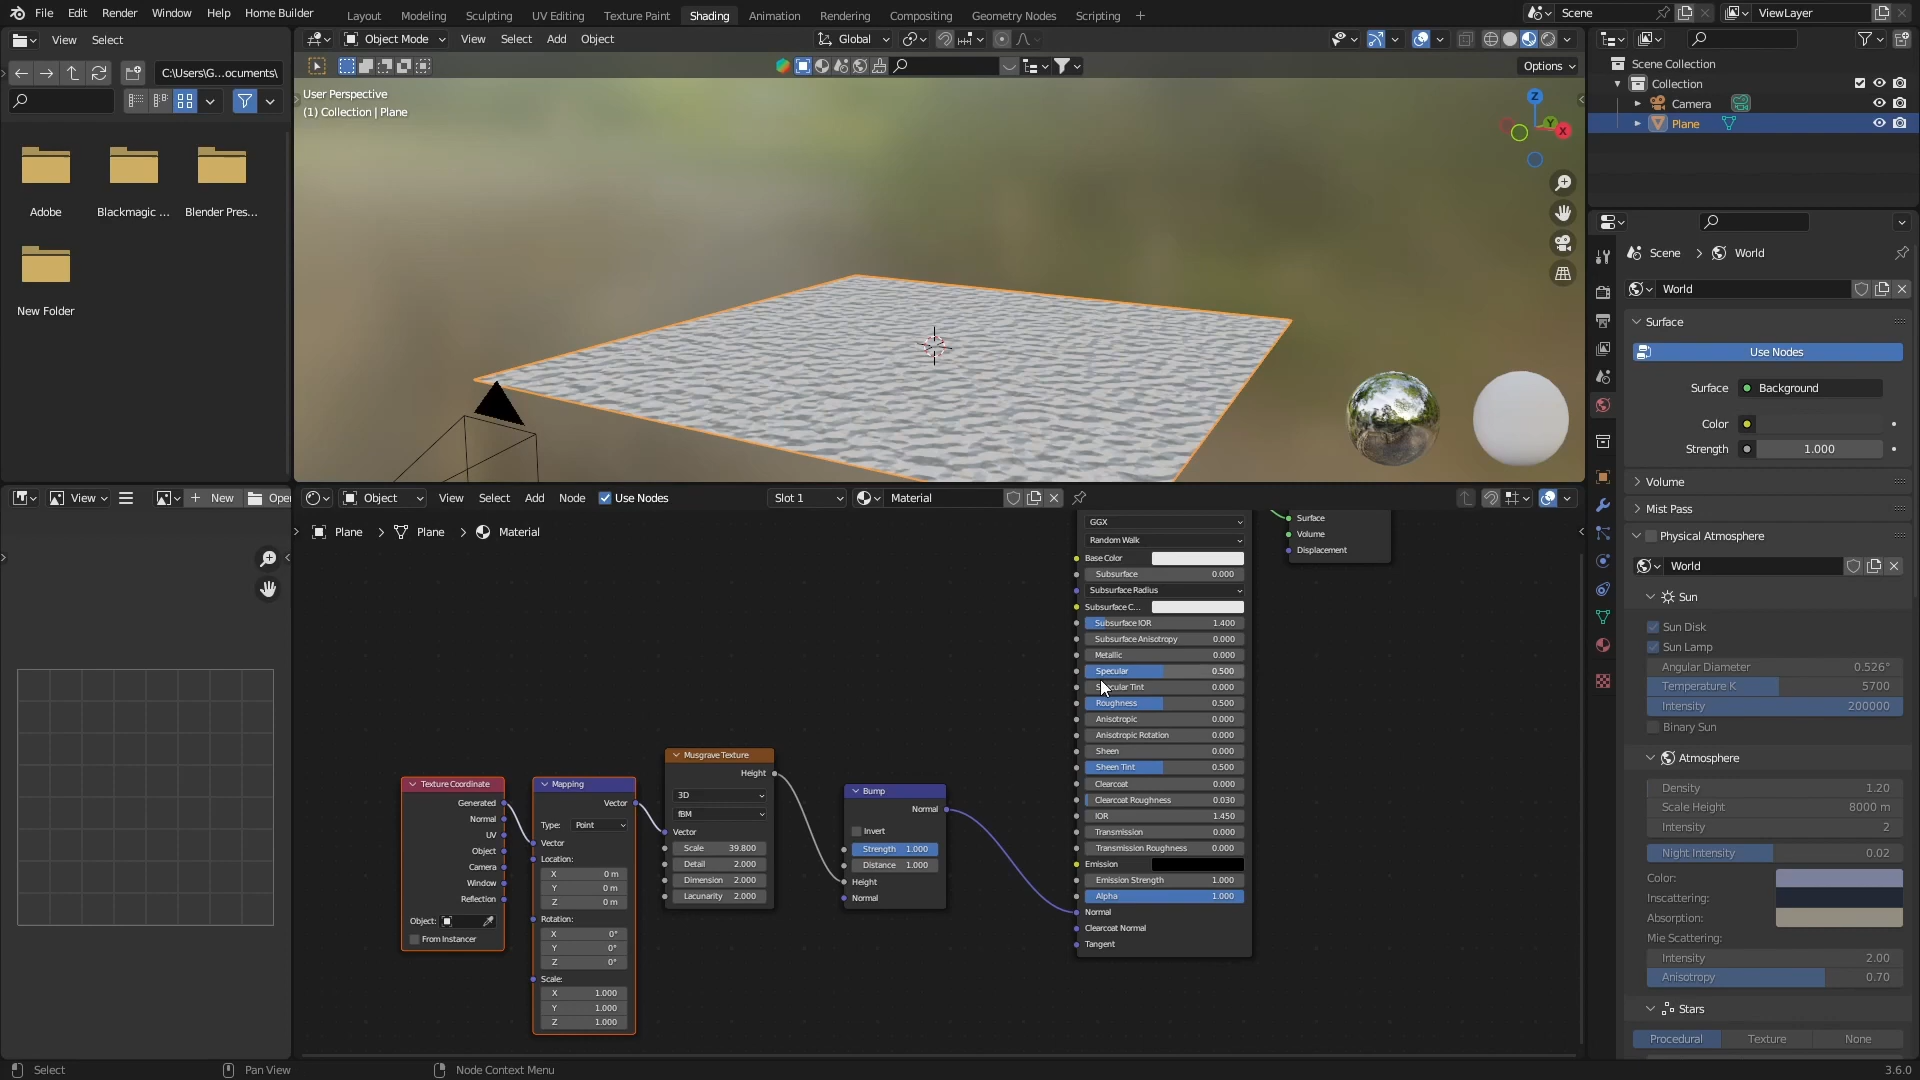 File Edit Render Window Help Home Builder
Layout Modeling Sculpting UV Editing Texture Paint Shading Animation Rendering Compositing Geometry Nodes Scripting +
Scene ViewLayer
View Select
Object Mode View Select Add Object Global
C:\Users\G...ocuments\
Options
User Perspective
(1) Collection | Plane
Z Y X
Adobe
Blackmagic ...
Blender Pres...
New Folder
Scene Collection
Collection
Camera
Plane
Scene > World
World
Surface
Use Nodes
Surface Background
Color
Strength 1.000
Volume
Mist Pass
Physical Atmosphere
World
Sun
Sun Disk
Sun Lamp
Angular Diameter 0.526°
Temperature K 5700
Intensity 200000
Binary Sun
Atmosphere
Density 1.20
Scale Height 8000 m
Intensity 2
Night Intensity 0.02
Color:
Inscattering:
Absorption:
Mie Scattering:
Intensity 2.00
Anisotropy 0.70
Stars
Procedural Texture None
View + New Open
Object View Select Add Node Use Nodes Slot 1 Material
Plane > Plane > Material
Texture Coordinate
Generated
Normal
UV
Object
Camera
Window
Reflection
Object:
From Instancer
Mapping
Vector
Type: Point
Vector
Location:
X 0 m
Y 0 m
Z 0 m
Rotation:
X 0°
Y 0°
Z 0°
Scale:
X 1.000
Y 1.000
Z 1.000
Musgrave Texture
Height
3D
fBM
Vector
Scale 39.800
Detail 2.000
Dimension 2.000
Lacunarity 2.000
Bump
Normal
Invert
Strength 1.000
Distance 1.000
Height
Normal
GGX
Random Walk
Base Color
Subsurface 0.000
Subsurface Radius
Subsurface C...
Subsurface IOR 1.400
Subsurface Anisotropy 0.000
Metallic 0.000
Specular 0.500
Tint 0.000
Roughness 0.500
Anisotropic 0.000
Anisotropic Rotation 0.000
Sheen 0.000
Sheen Tint 0.500
Clearcoat 0.000
Clearcoat Roughness 0.030
IOR 1.450
Transmission 0.000
Transmission Roughness 0.000
Emission
Emission Strength 1.000
Alpha 1.000
Normal
Clearcoat Normal
Tangent
Surface
Volume
Displacement
Select Pan View Node Context Menu 3.6.0